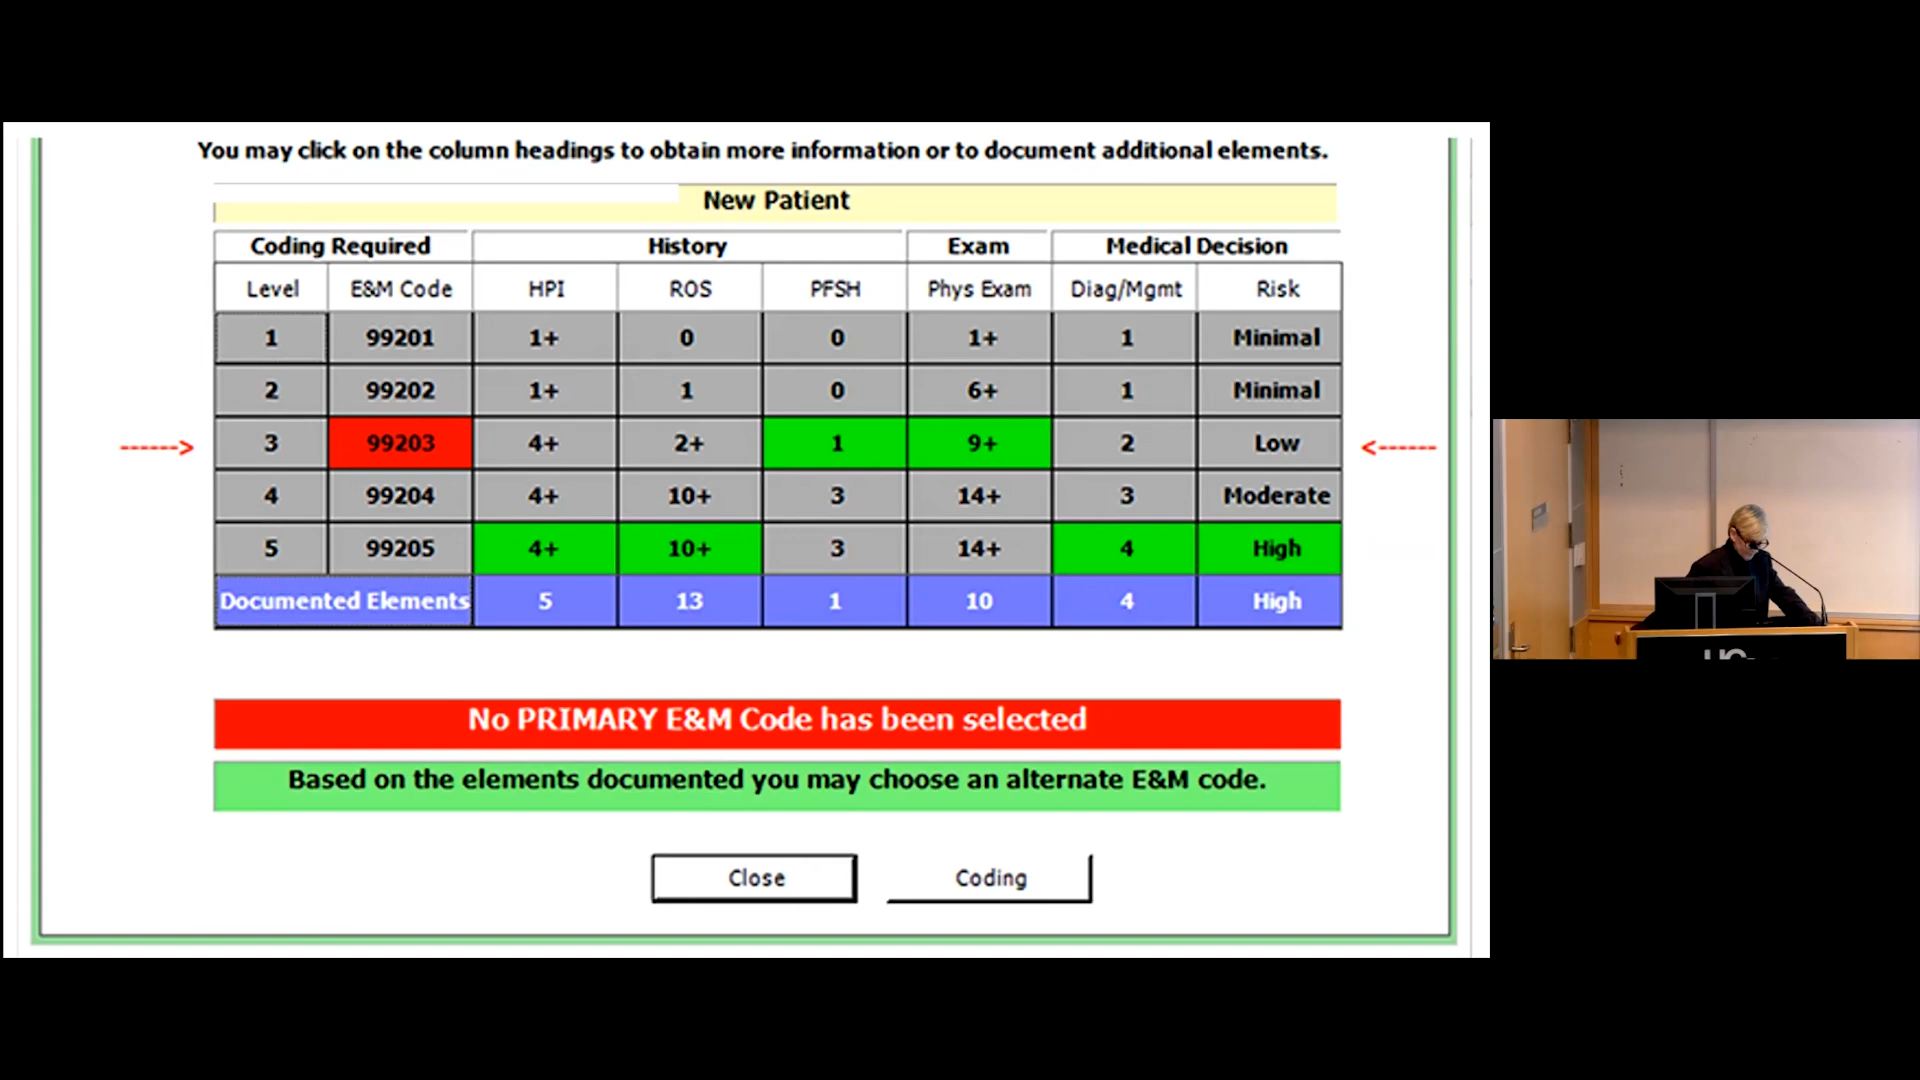 You may click on the column headings to obtain more information or to document additional elements.
New Patient
Coding Required History Exam Medical Decision
Level E&M Code HPI ROS PFSH Phys Exam Diag/Mgmt Risk
1 99201 1+ 0 0 1+ 1 Minimal
2 99202 1+ 1 0 6+ 1 Minimal
------> 3 99203 4+ 2+ 1 9+ 2 Low <------
4 99204 4+ 10+ 3 14+ 3 Moderate
5 99205 4+ 10+ 3 14+ 4 High
Documented Elements 5 13 1 10 4 High
No PRIMARY E&M Code has been selected
Based on the elements documented you may choose an alternate E&M code.
Close Coding